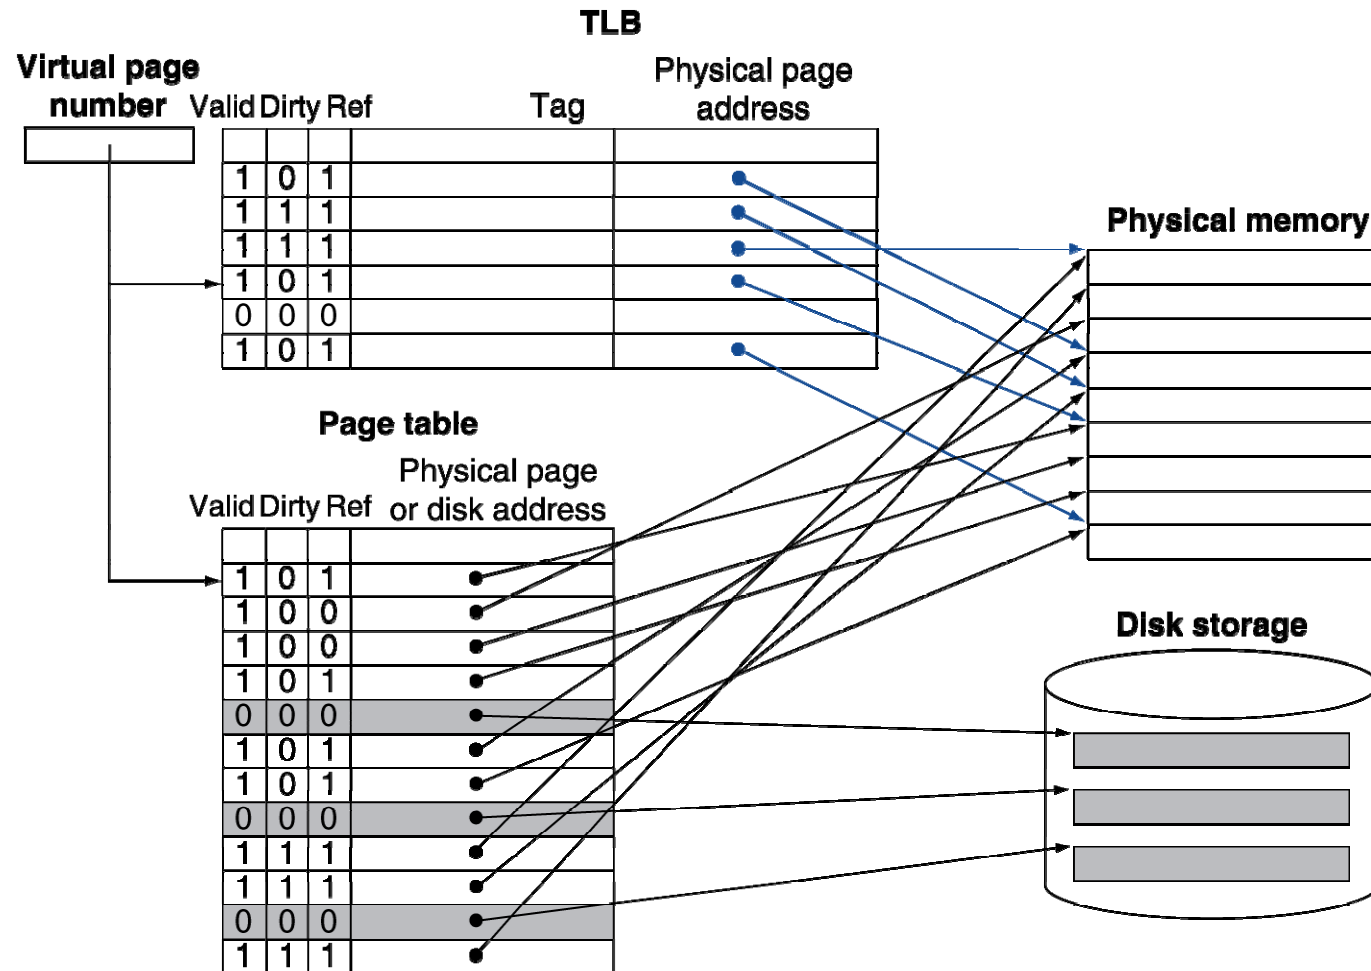 TLB
Virtual page
number
Valid Dirty Ref
Tag
Physical page
address
1 0 1
1 1 1
1 1 1
1 0 1
0 0 0
1 0 1
Physical memory
Page table
Physical page
Valid Dirty Ref or disk address
1 0 1
1 0 0
1 0 0
1 0 1
0 0 0
1 0 1
1 0 1
0 0 0
1 1 1
1 1 1
0 0 0
1 1 1
Disk storage